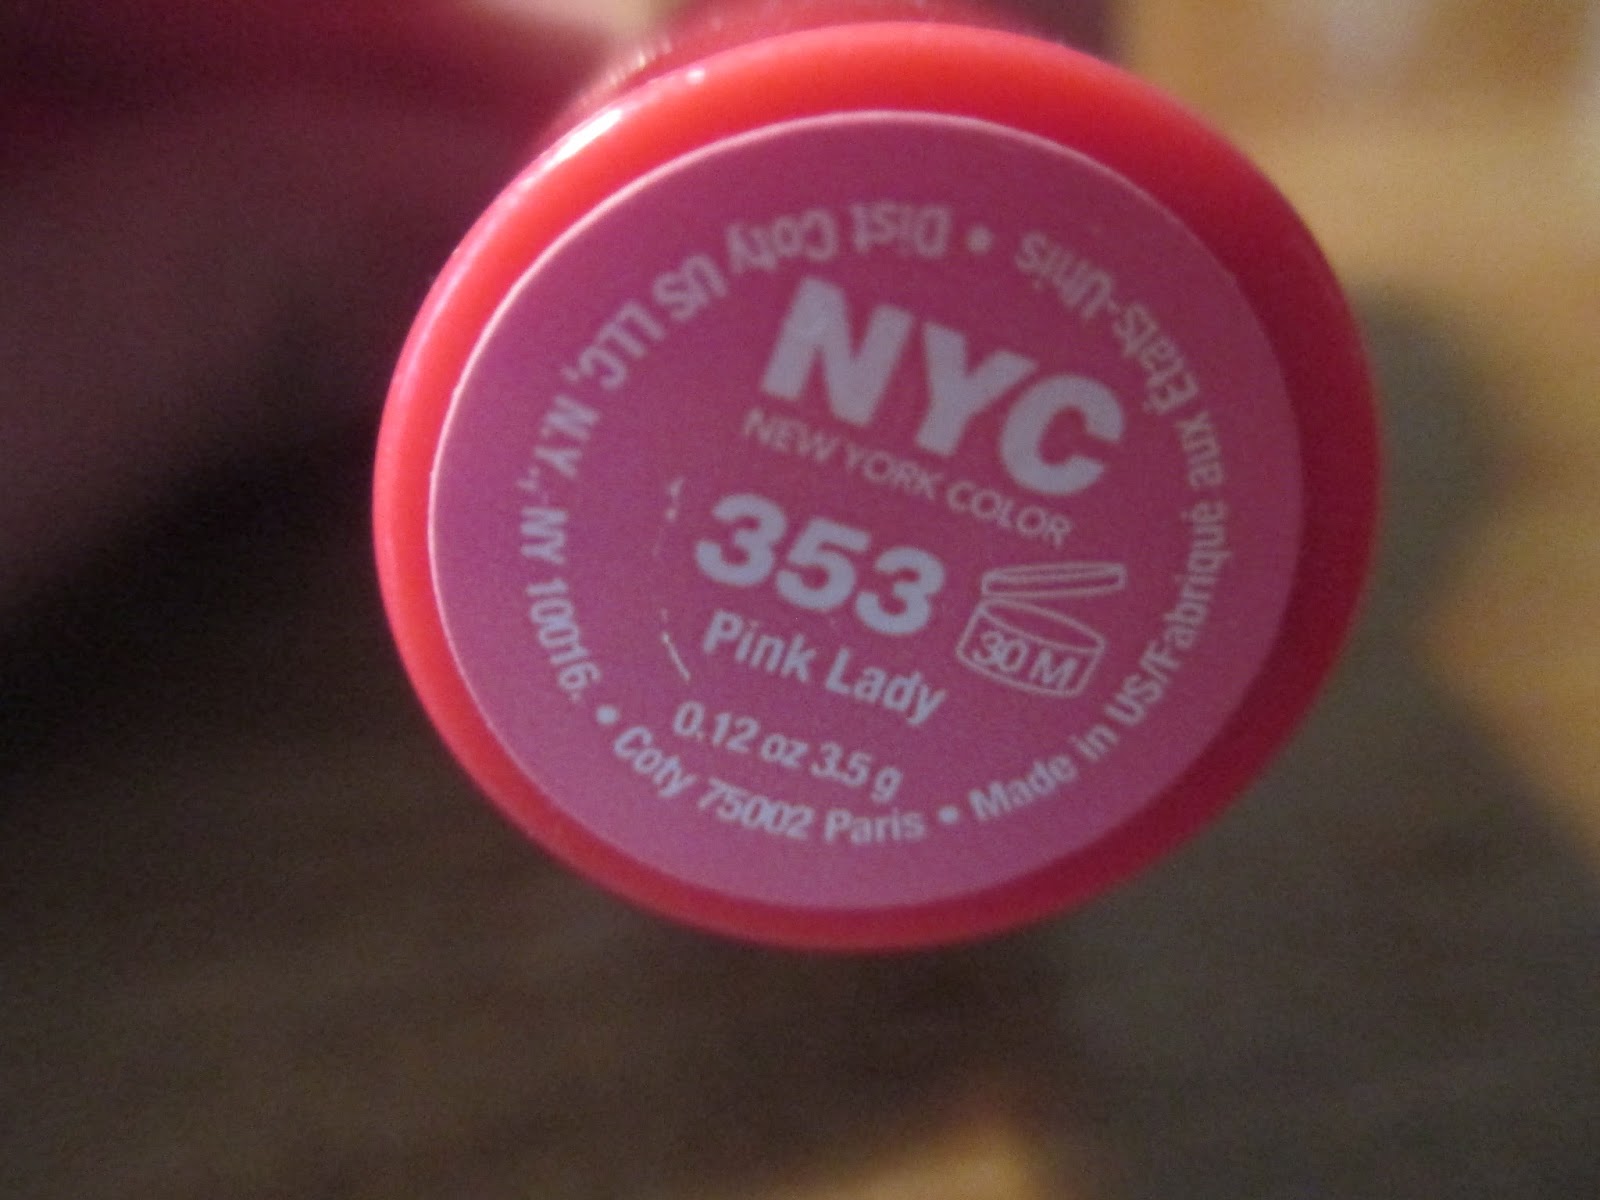 NYC
NEW YORK COLOR
353
Pink Lady
30 M
0.12 oz 3.5 g
Dist Coty US LLC, N.Y., NY 10016. • Coty 75002 Paris • Made in US/Fabriqué aux États-Unis •